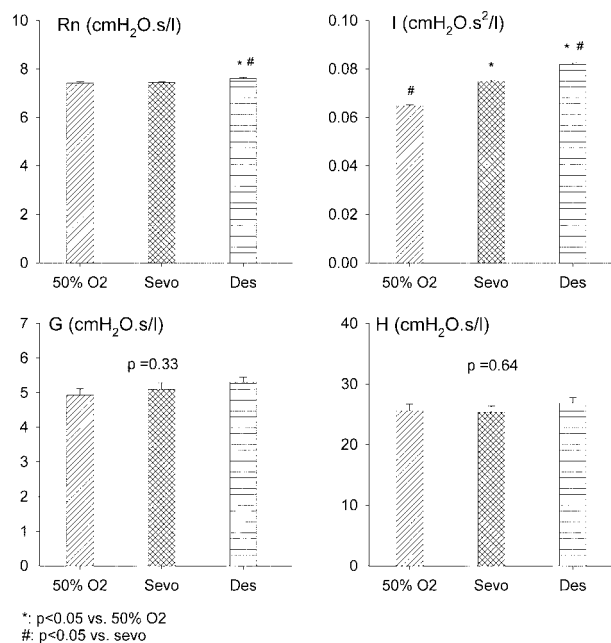 Rn (cmH₂O.s/l)
10
8
6
4
2
0
* #
50% O2 Sevo Des
I (cmH₂O.s²/l)
0.10
0.08
0.06
0.04
0.02
0.00
#
*
* #
50% O2 Sevo Des
G (cmH₂O.s/l)
7
6
5
4
3
2
1
0
p =0.33
50% O2 Sevo Des
H (cmH₂O.s/l)
40
30
20
10
0
p =0.64
50% O2 Sevo Des
*: p<0.05 vs. 50% O2
#: p<0.05 vs. sevo